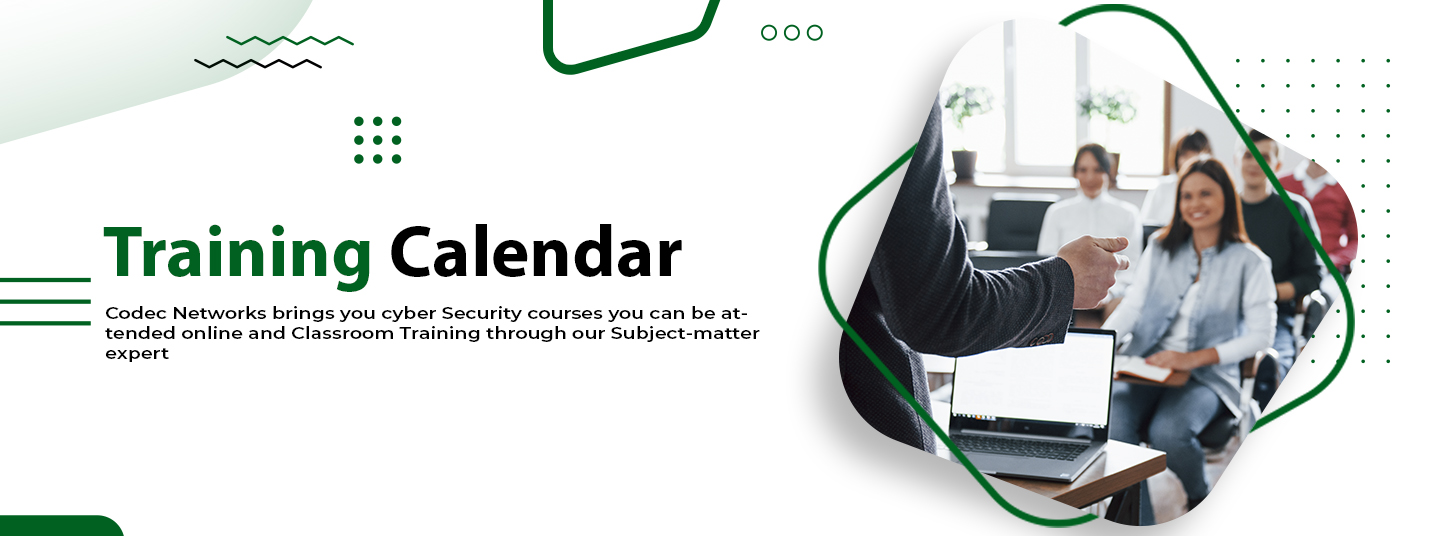 Training Calendar
Codec Networks brings you cyber Security courses you can be at-
tended online and Classroom Training through our Subject-matter
expert